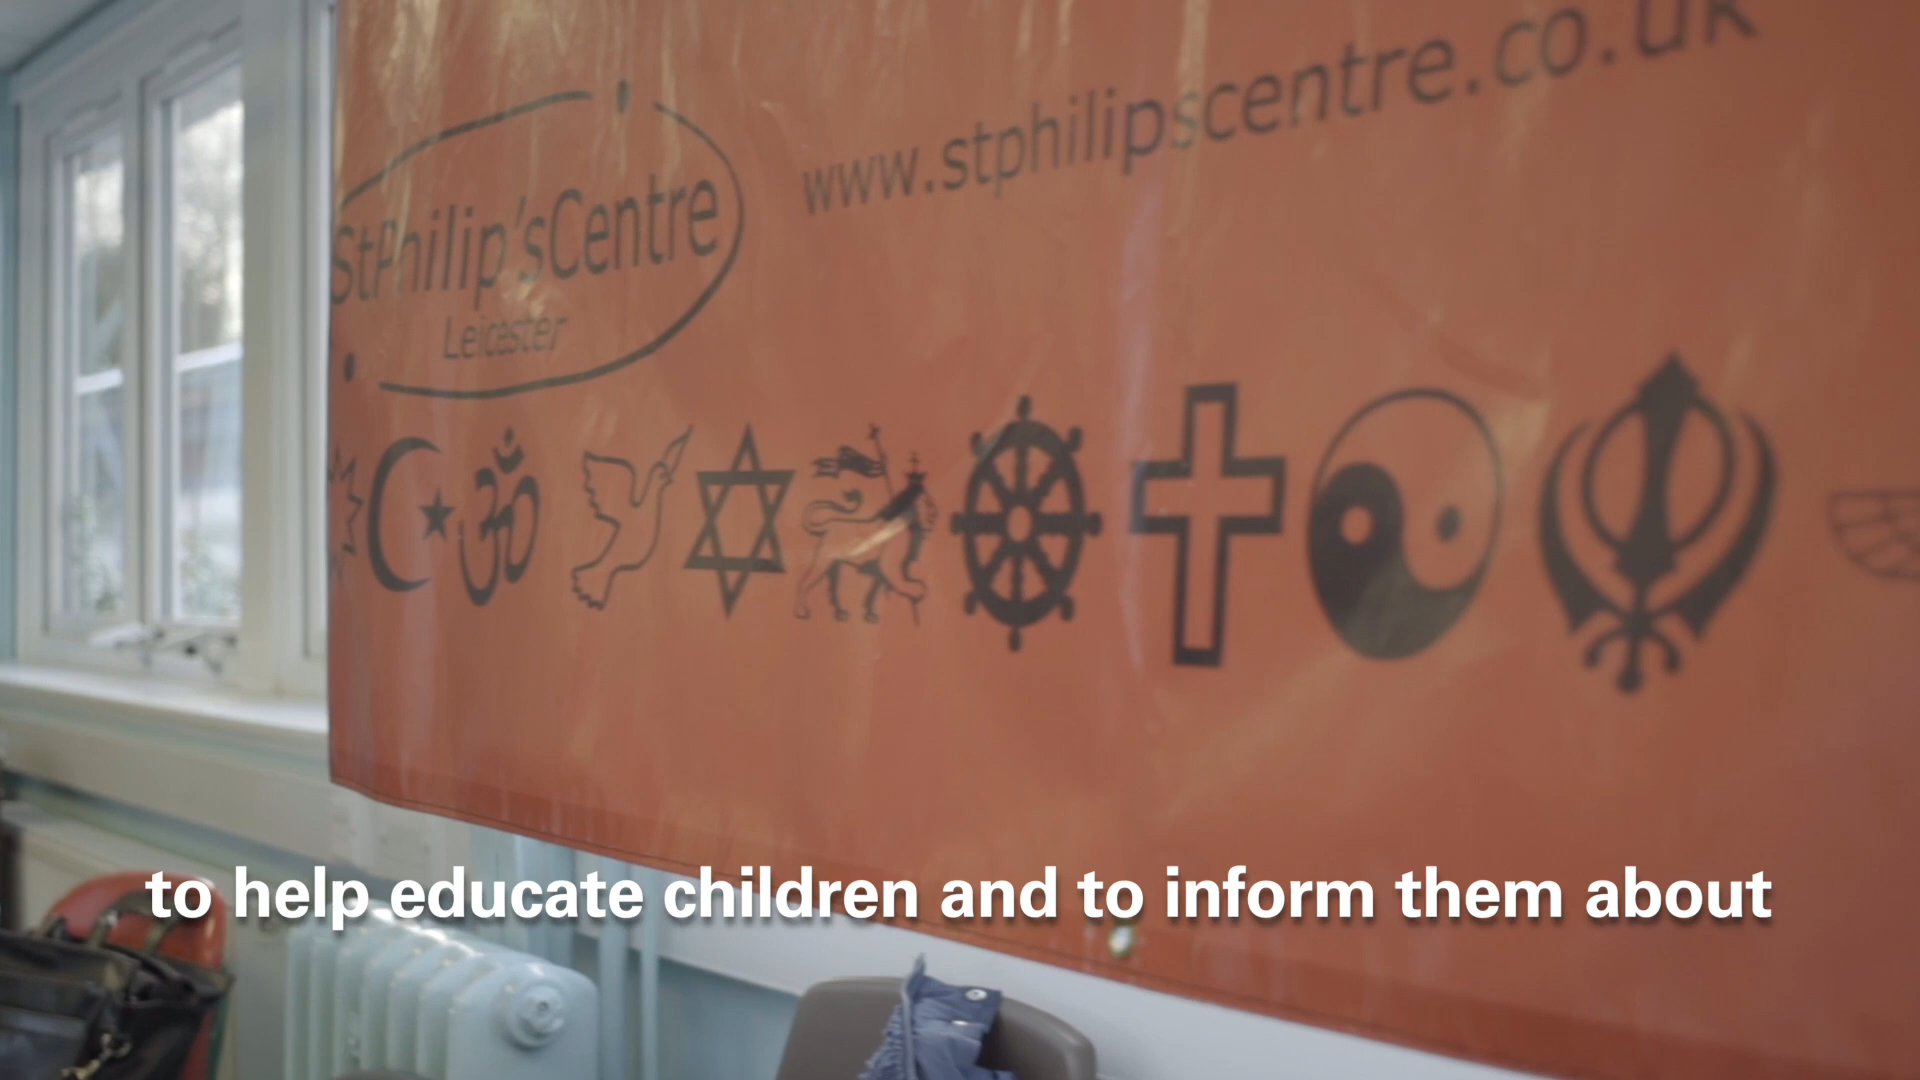 www.stphilipscentre.co.uk
StPhilip'sCentre
Leicester
to help educate children and to inform them about